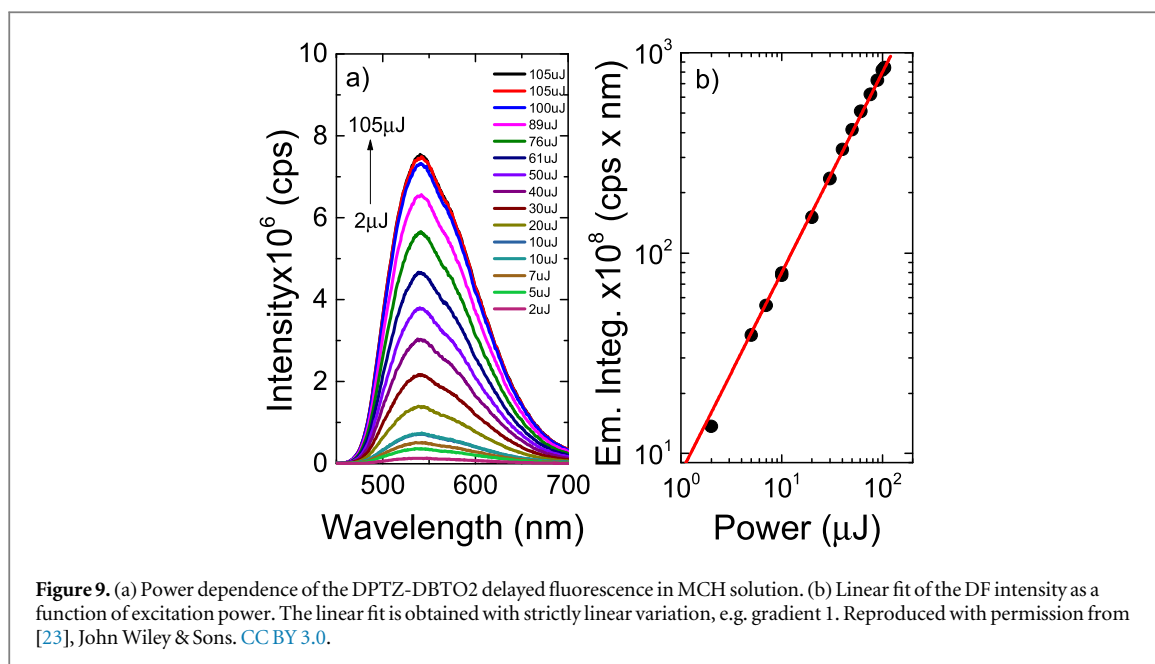 a)
10
8
6
4
2
0
Intensityx10⁶ (cps)
105μJ
2μJ
105uJ
105uJ
100uJ
89uJ
76uJ
61uJ
50uJ
40uJ
30uJ
20uJ
10uJ
10uJ
7uJ
5uJ
2uJ
500 600 700
Wavelength (nm)
b)
10³
10²
10¹
Em. Integ. x10⁸ (cps x nm)
10⁰ 10¹ 10²
Power (μJ)
Figure 9. (a) Power dependence of the DPTZ-DBTO2 delayed fluorescence in MCH solution. (b) Linear fit of the DF intensity as a
function of excitation power. The linear fit is obtained with strictly linear variation, e.g. gradient 1. Reproduced with permission from
[23], John Wiley & Sons. CC BY 3.0.